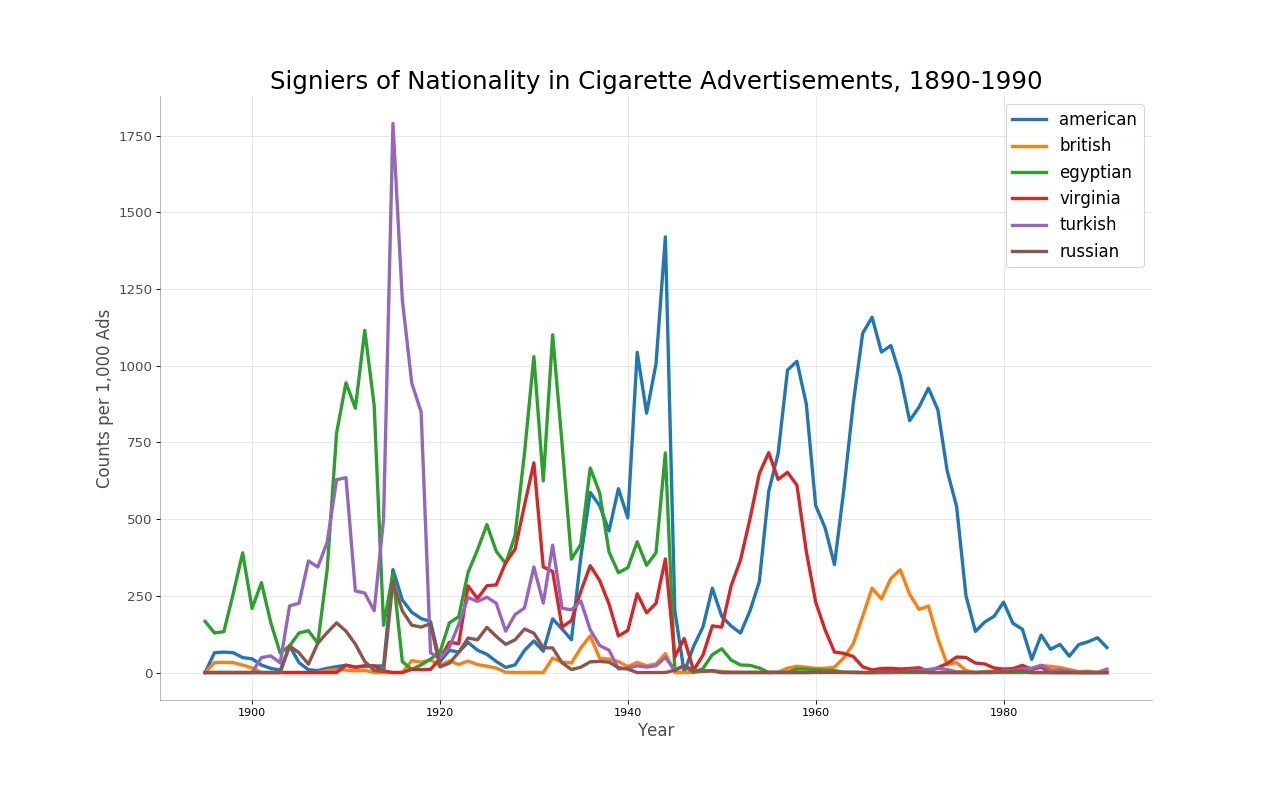 Signiers of Nationality in Cigarette Advertisements, 1890-1990
american
british
egyptian
virginia
turkish
russian
Counts per 1,000 Ads
1750
1500
1250
1000
750
500
250
0
1900 1920 1940 1960 1980
Year